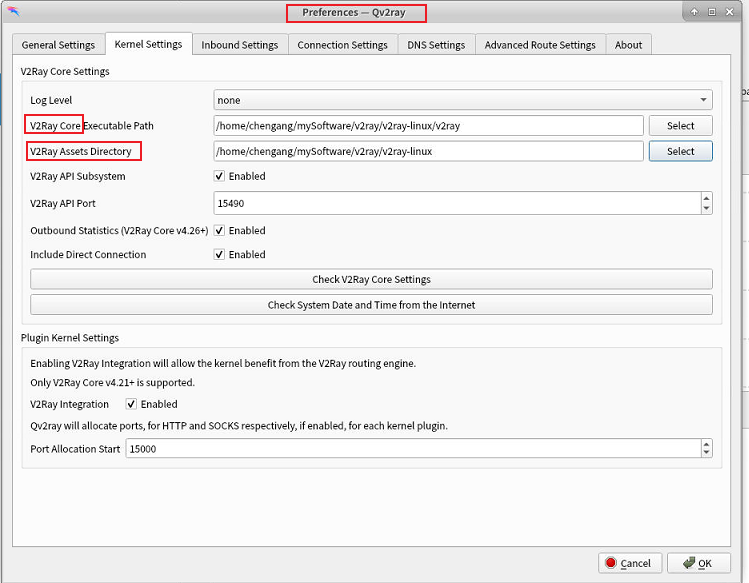 Preferences — Qv2ray
General Settings Kernel Settings Inbound Settings Connection Settings DNS Settings Advanced Route Settings About
V2Ray Core Settings
Log Level none
V2Ray Core Executable Path /home/chengang/mySoftware/v2ray/v2ray-linux/v2ray Select
V2Ray Assets Directory /home/chengang/mySoftware/v2ray/v2ray-linux Select
V2Ray API Subsystem Enabled
V2Ray API Port 15490
Outbound Statistics (V2Ray Core v4.26+) Enabled
Include Direct Connection Enabled
Check V2Ray Core Settings
Check System Date and Time from the Internet
Plugin Kernel Settings
Enabling V2Ray Integration will allow the kernel benefit from the V2Ray routing engine.
Only V2Ray Core v4.21+ is supported.
V2Ray Integration Enabled
Qv2ray will allocate ports, for HTTP and SOCKS respectively, if enabled, for each kernel plugin.
Port Allocation Start 15000
Cancel OK